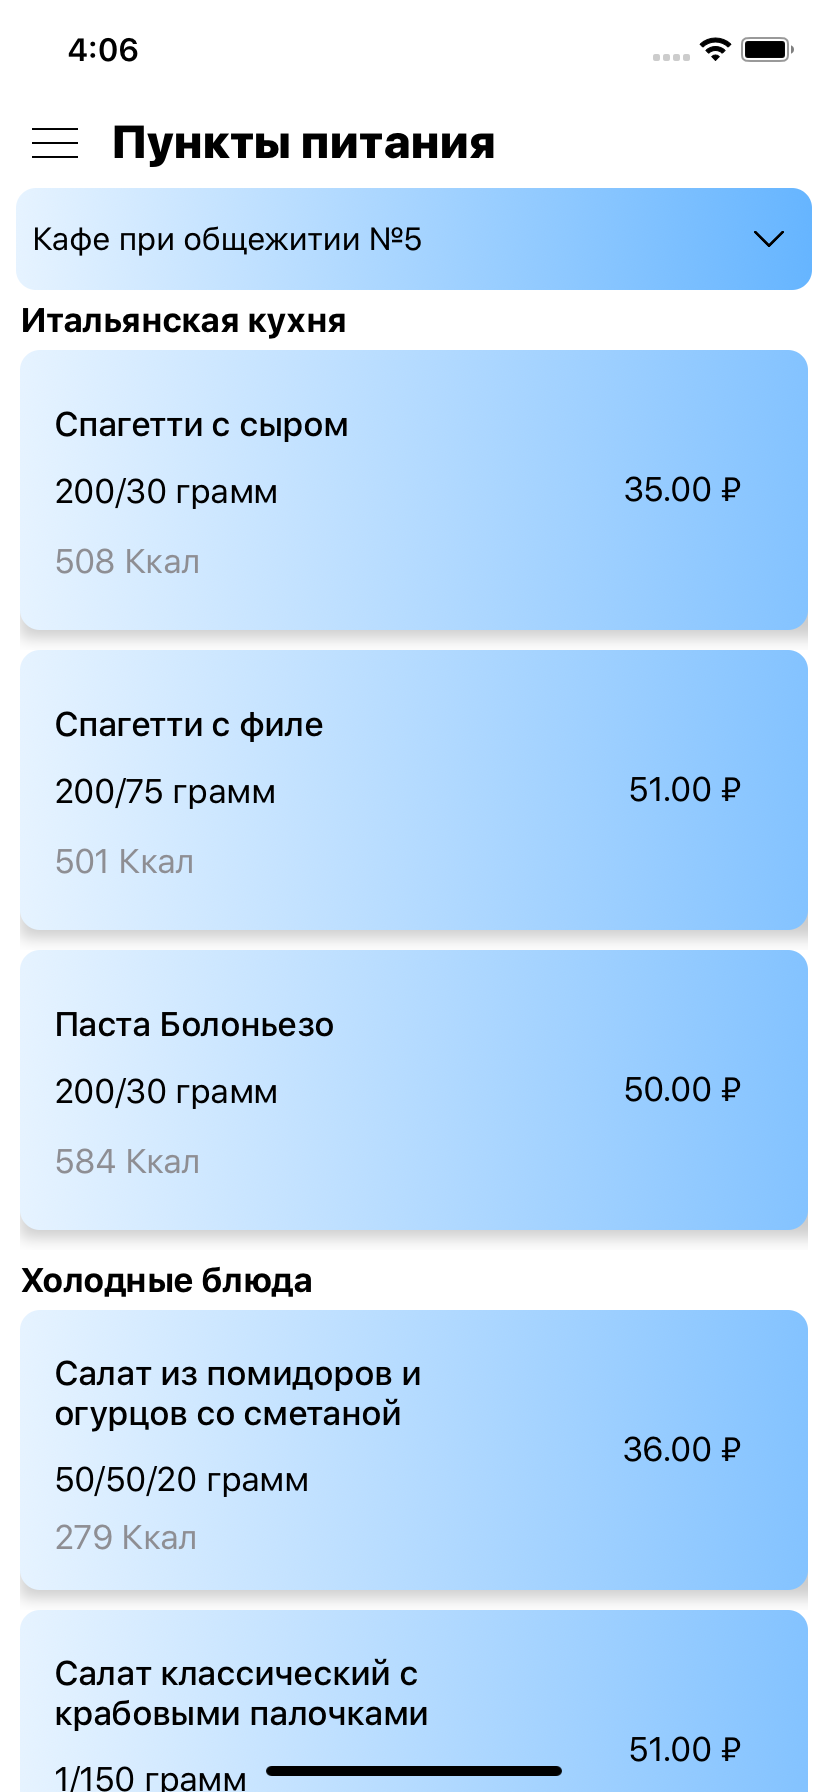 4:06
Пункты питания
Кафе при общежитии №5
Итальянская кухня
Спагетти с сыром
200/30 грамм
35.00 ₽
508 Ккал
Спагетти с филе
200/75 грамм
51.00 ₽
501 Ккал
Паста Болоньезо
200/30 грамм
50.00 ₽
584 Ккал
Холодные блюда
Салат из помидоров и
огурцов со сметаной
36.00 ₽
50/50/20 грамм
279 Ккал
Салат классический с
крабовыми палочками
51.00 ₽
1/150 грамм